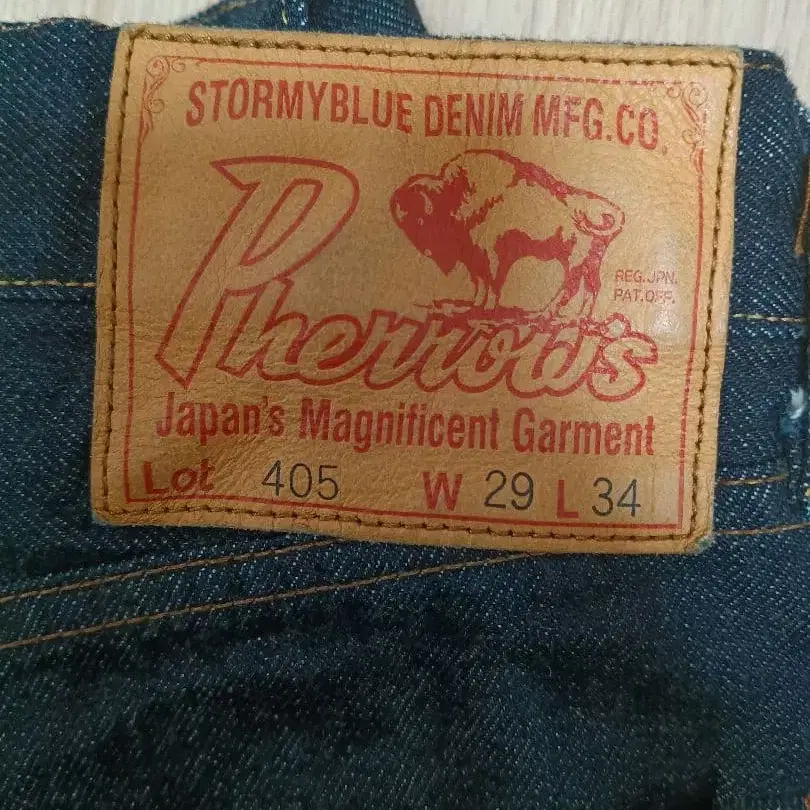 STORMYBLUE DENIM MFG.CO.
Pherrow's
REG.JPN.
PAT.OFF.
Japan's Magnificent Garment
Lot 405 W 29 L 34